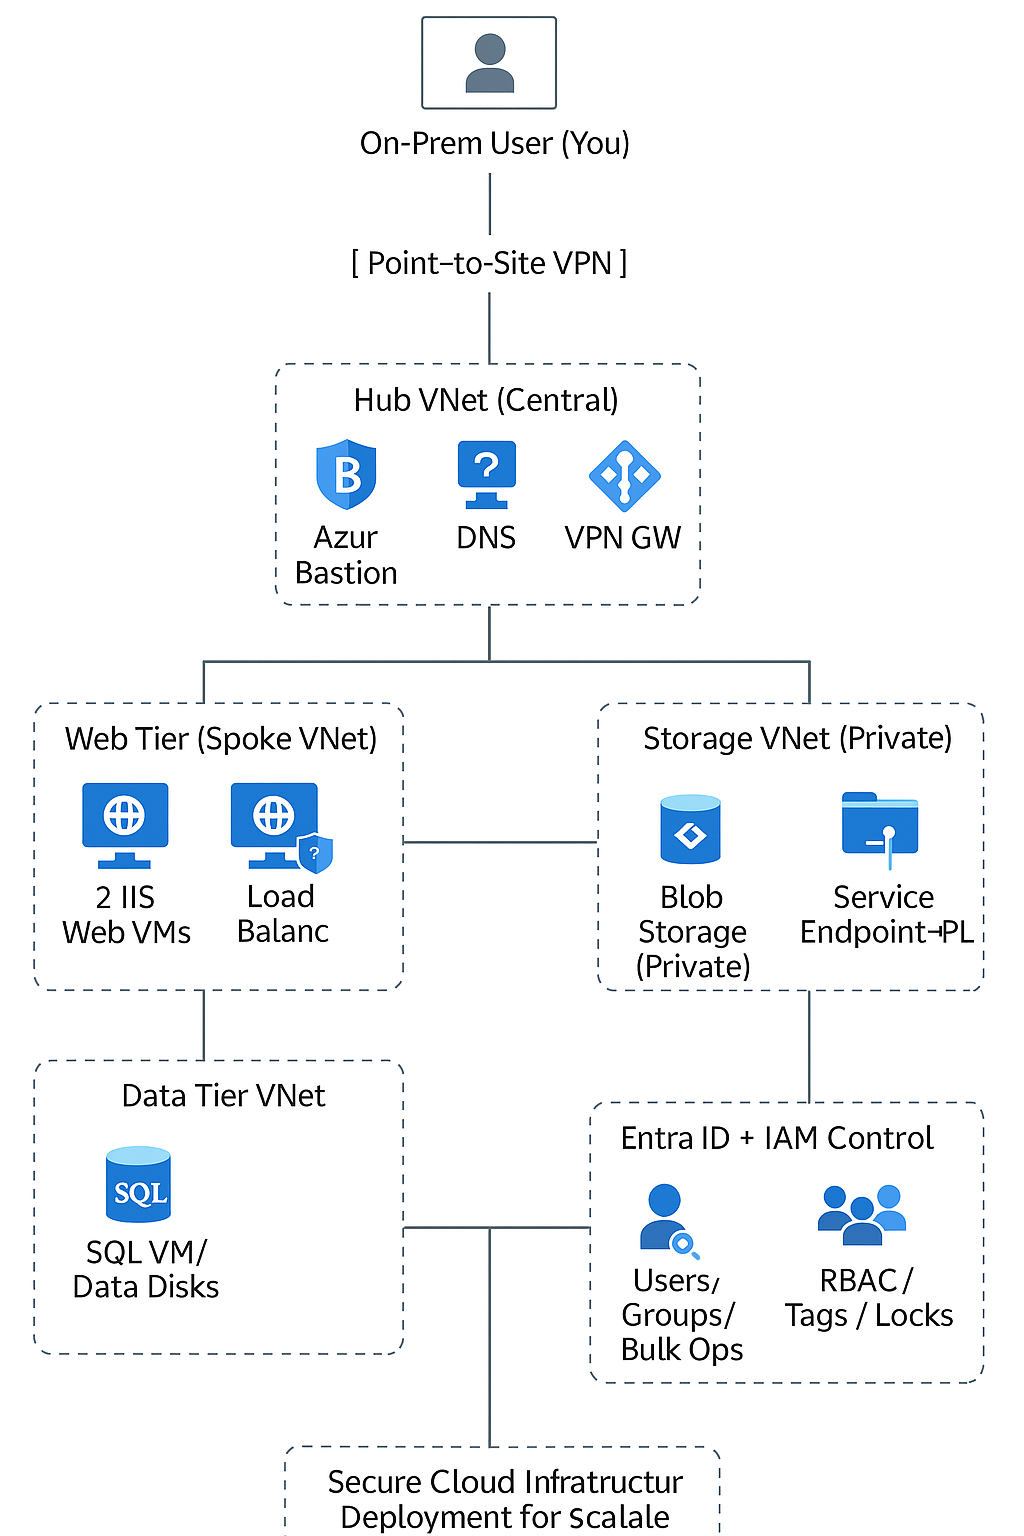 On-Prem User (You)
[ Point-to-Site VPN ]
Hub VNet (Central)
B
Azur
Bastion
?
DNS
VPN GW
Web Tier (Spoke VNet)
2 IIS
Web VMs
?
Load
Balanc
Storage VNet (Private)
Blob
Storage
(Private)
Service
Endpoint→PL
Data Tier VNet
SQL
SQL VM/
Data Disks
Entra ID + IAM Control
Users/
Groups/
Bulk Ops
RBAC /
Tags / Locks
Secure Cloud Infratructur
Deployment for scalale